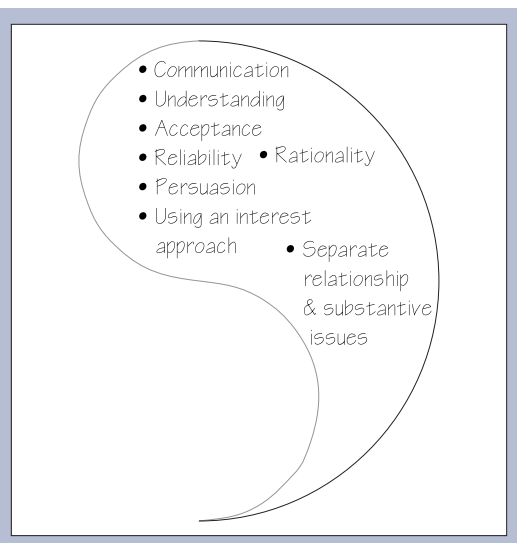 • Communication
• Understanding
• Acceptance
• Reliability • Rationality
• Persuasion
• Using an interest
approach
• Separate
relationship
& substantive
issues